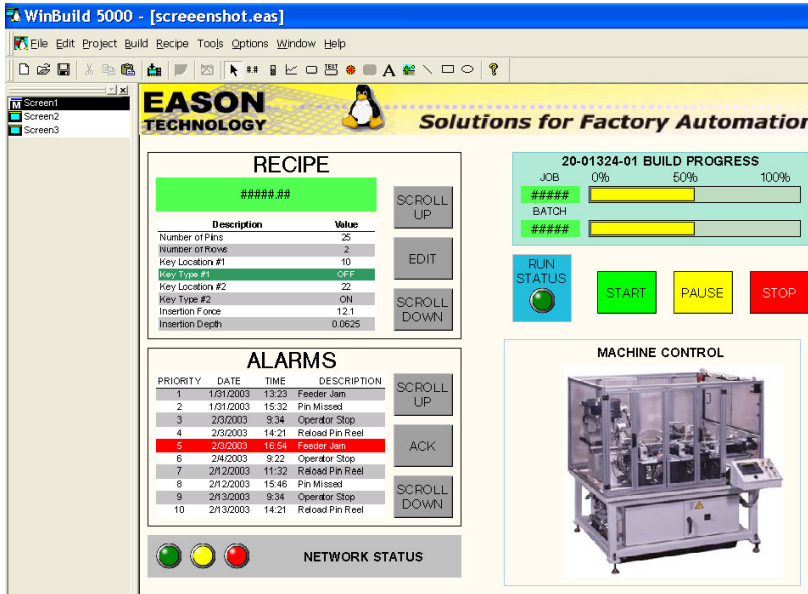 WinBuild 5000 - [screeenshot.eas]
File Edit Project Build Recipe Tools Options Window Help
#.# TEXT A ?
M Screen1
Screen2
Screen3
EASON
TECHNOLOGY
Solutions for Factory Automation
RECIPE
#####.##
Description Value
Number of Pins 25
Number of Rows 2
Key Location #1 10
Key Type #1 OFF
Key Location #2 22
Key Type #2 ON
Insertion Force 12.1
Insertion Depth 0.0625
SCROLL
UP
EDIT
SCROLL
DOWN
20-01324-01 BUILD PROGRESS
JOB 0% 50% 100%
#####
BATCH
#####
RUN
STATUS
START
PAUSE
STOP
ALARMS
PRIORITY DATE TIME DESCRIPTION
1 1/31/2003 13:23 Feeder Jam
2 1/31/2003 15:32 Pin Missed
3 2/3/2003 9:34 Operator Stop
4 2/3/2003 14:21 Reload Pin Reel
5 2/3/2003 16:54 Feeder Jam
6 2/4/2003 9:22 Operator Stop
7 2/12/2003 11:32 Reload Pin Reel
8 2/12/2003 15:46 Pin Missed
9 2/13/2003 9:34 Operator Stop
10 2/13/2003 14:21 Reload Pin Reel
SCROLL
UP
ACK
SCROLL
DOWN
MACHINE CONTROL
NETWORK STATUS